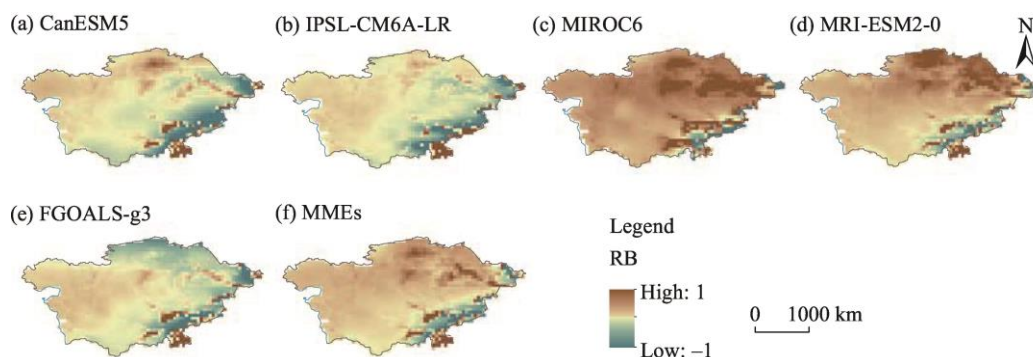 (a) CanESM5
(b) IPSL-CM6A-LR
(c) MIROC6
(d) MRI-ESM2-0
N
(e) FGOALS-g3
(f) MMEs
Legend
RB
High: 1
Low: –1
0 1000 km